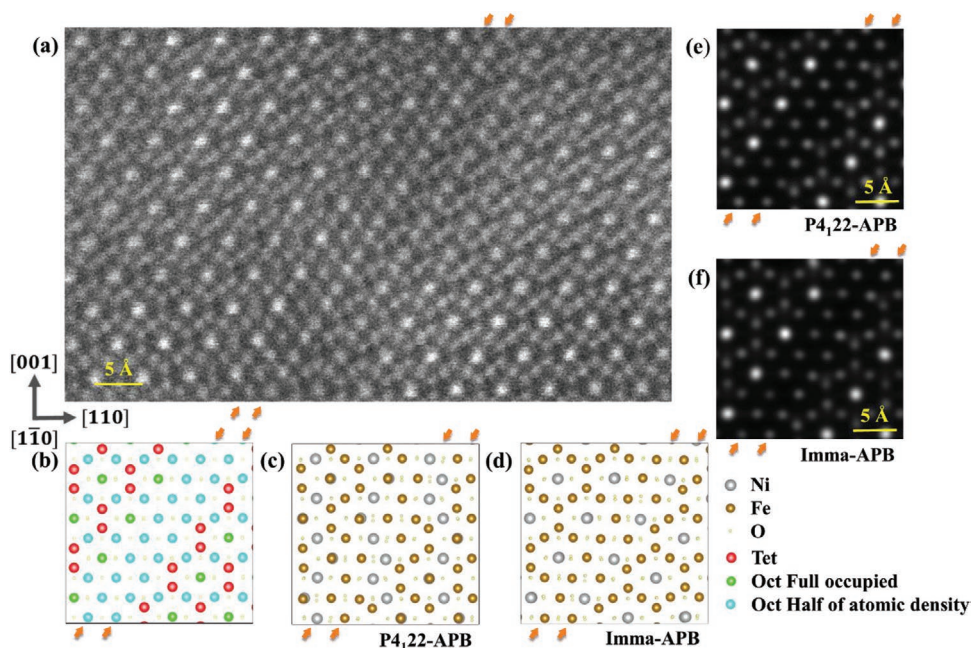 (a)
5 Å
[001]
[110]
[11̄0]
(b)
(c)
P4₁22-APB
(d)
Imma-APB
(e)
5 Å
P4₁22-APB
(f)
5 Å
Imma-APB
Ni
Fe
O
Tet
Oct Full occupied
Oct Half of atomic density